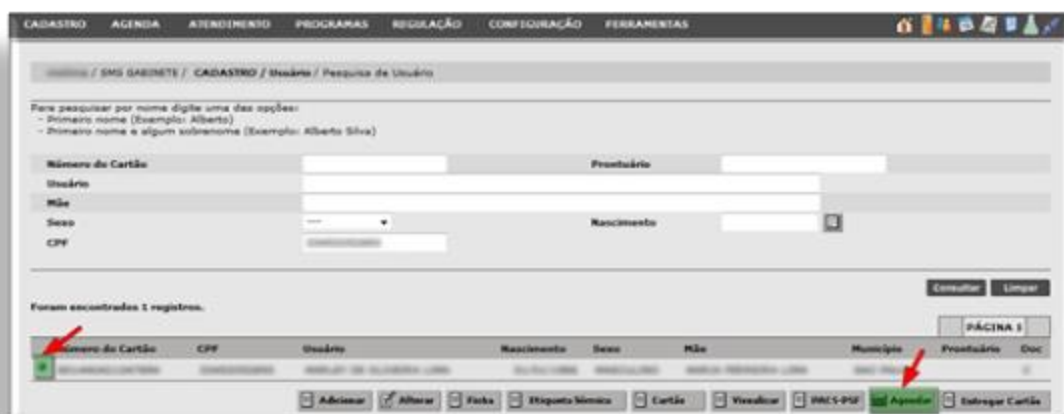 CADASTRO AGENDA ATENDIMENTO PROGRAMAS REGULAÇÃO CONFIGURAÇÃO FERRAMENTAS
/ SMS GABINETE / CADASTRO / Usuário / Pesquisa de Usuário
Para pesquisar por nome digite uma das opções:
- Primeiro nome (Exemplo: Alberto)
- Primeiro nome e algum sobrenome (Exemplo: Alberto Silva)
Número do Cartão Prontuário
Usuário
Mãe
Sexo ---- Nascimento
CPF
Consultar Limpar
Foram encontrados 1 registros.
PÁGINA 1
Número do Cartão CPF Usuário Nascimento Sexo Mãe Município Prontuário Doc
Adicionar Alterar Ficha Etiqueta térmica Cartão Visualizar PACS-PSF Agendar Entregar Cartão